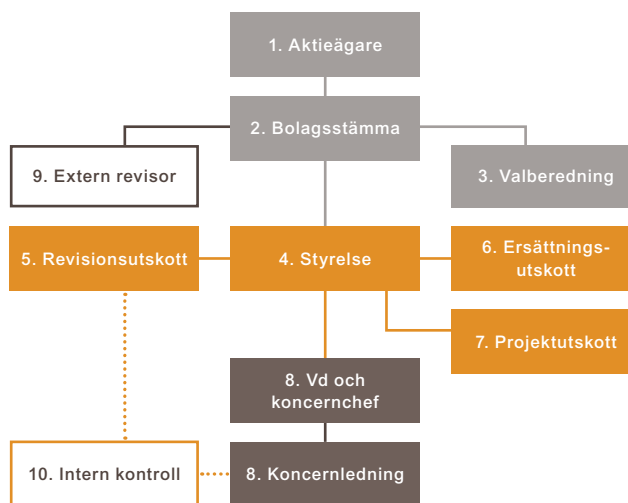 1. Aktieägare
2. Bolagsstämma
9. Extern revisor
3. Valberedning
5. Revisionsutskott
4. Styrelse
6. Ersättnings-
utskott
7. Projektutskott
8. Vd och
koncernchef
10. Intern kontroll
8. Koncernledning